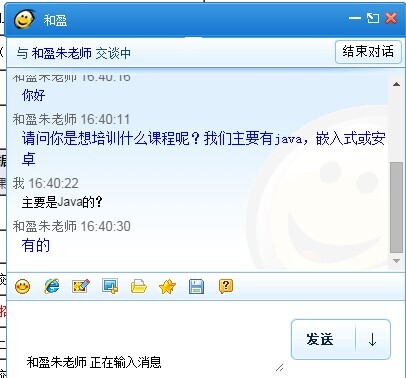 和盈
与 和盈朱老师 交谈中
结束对话
和盈朱老师 16:40:16
你好
和盈朱老师 16:40:11
请问你是想培训什么课程呢？我们主要有java，嵌入式或安
卓
我 16:40:22
主要是Java的？
和盈朱老师 16:40:30
有的
发送
和盈朱老师 正在输入消息